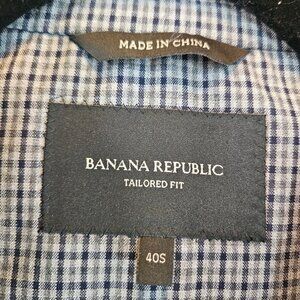 MADE IN CHINA
BANANA REPUBLIC
TAILORED FIT
40S